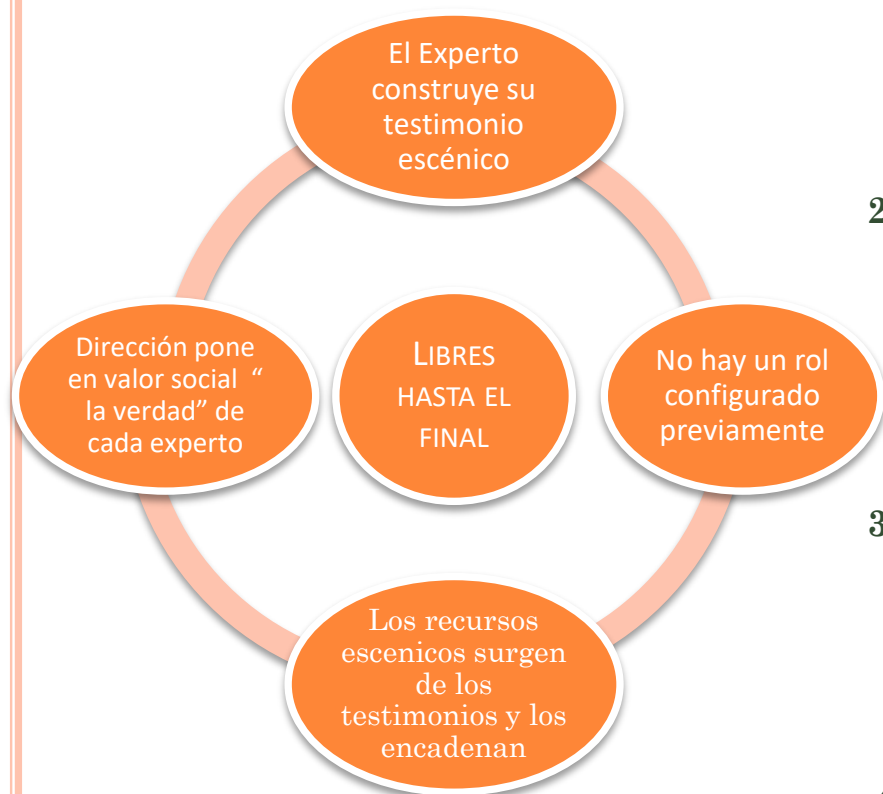 El Experto
construye su
testimonio
escénico
2
Dirección pone
en valor social “
la verdad” de
cada experto
LIBRES
HASTA EL
FINAL
No hay un rol
configurado
previamente
3
Los recursos
escenicos surgen
de los
testimonios y los
encadenan